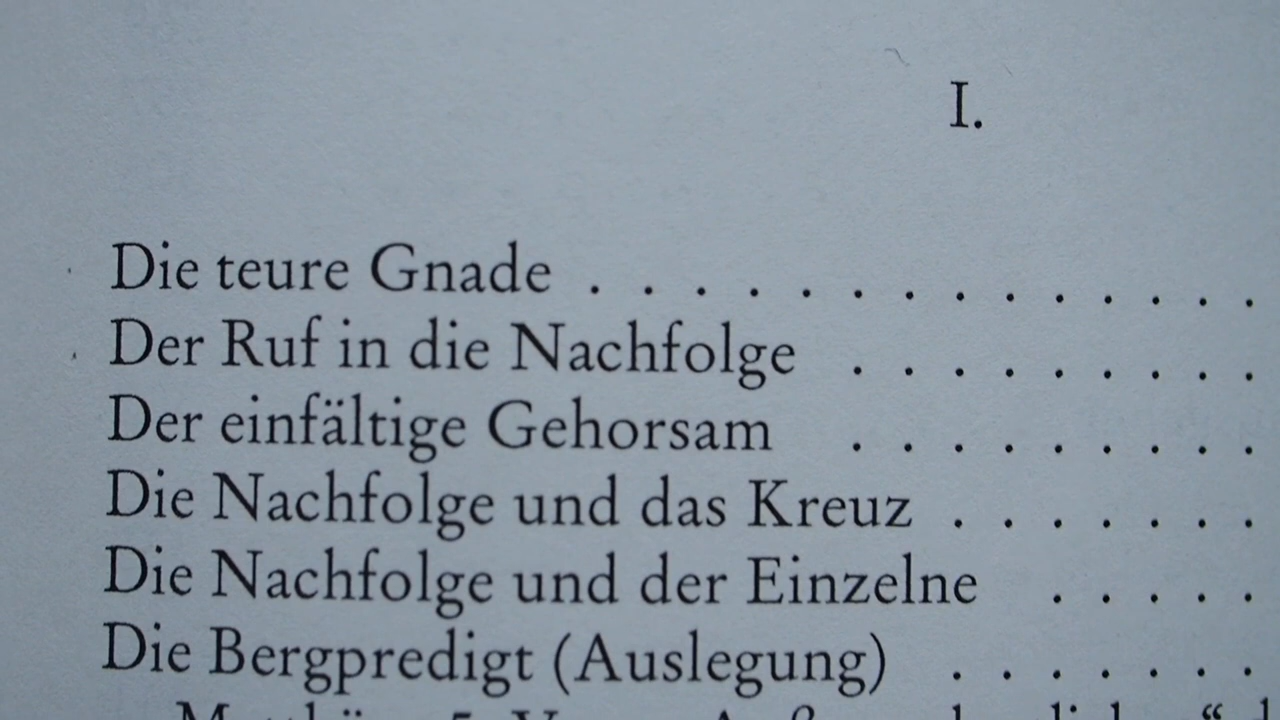 I.
Die teure Gnade . . . . . . . . . . . . . .
Der Ruf in die Nachfolge . . . . . . . . .
Der einfältige Gehorsam . . . . . . . . .
Die Nachfolge und das Kreuz . . . . . . .
Die Nachfolge und der Einzelne . . . . .
Die Bergpredigt (Auslegung) . . . . . . .